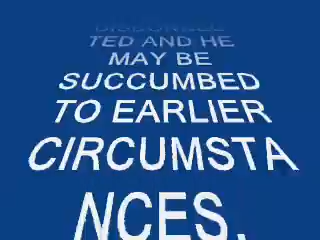 TED AND HE
MAY BE
SUCCUMBED
TO EARLIER
CIRCUMSTA
NCES.